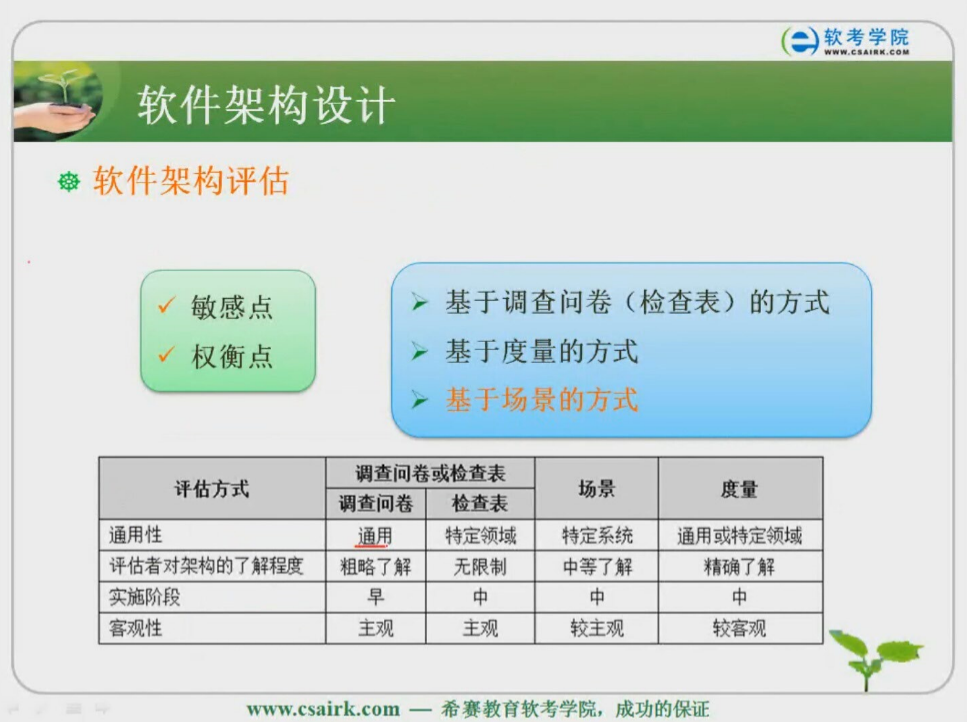 软考学院
WWW.CSAIRK.COM
软件架构设计
软件架构评估
敏感点
权衡点
基于调查问卷（检查表）的方式
基于度量的方式
基于场景的方式
评估方式 调查问卷或检查表 场景 度量
调查问卷 检查表
通用性 通用 特定领域 特定系统 通用或特定领域
评估者对架构的了解程度 粗略了解 无限制 中等了解 精确了解
实施阶段 早 中 中 中
客观性 主观 主观 较主观 较客观
www.csairk.com — 希赛教育软考学院，成功的保证